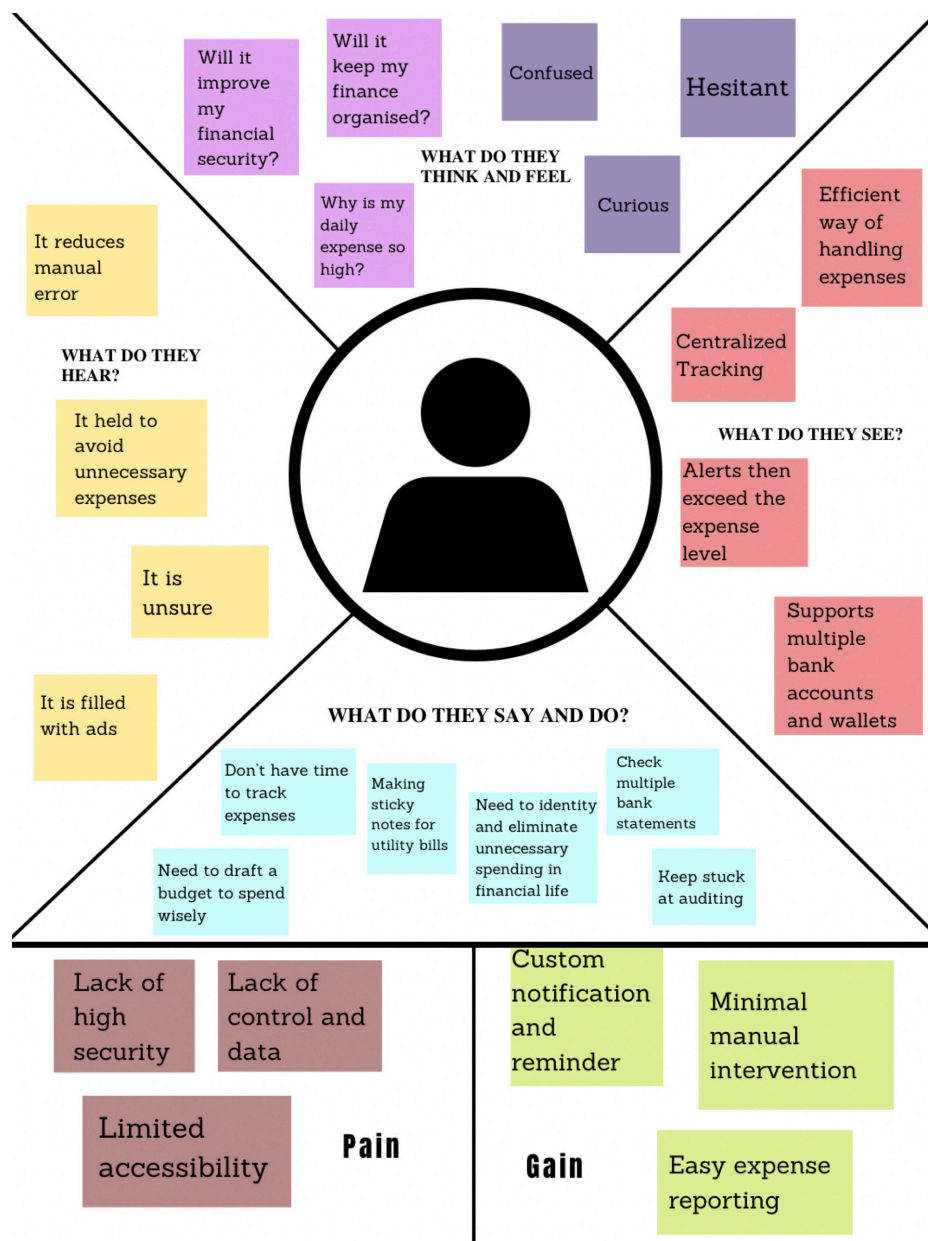 Will it
improve
my
financial
security?
Will it
keep my
finance
organised?
Confused
Hesitant
WHAT DO THEY
THINK AND FEEL
Why is my
daily
expense so
high?
Curious
It reduces
manual
error
WHAT DO THEY
HEAR?
It held to
avoid
unnecessary
expenses
It is
unsure
It is filled
with ads
Efficient
way of
handling
expenses
Centralized
Tracking
WHAT DO THEY SEE?
Alerts then
exceed the
expense
level
Supports
multiple
bank
accounts
and wallets
WHAT DO THEY SAY AND DO?
Don't have time
to track
expenses
Making
sticky
notes for
utility bills
Need to identity
and eliminate
unnecessary
spending in
financial life
Check
multiple
bank
statements
Need to draft a
budget to spend
wisely
Keep stuck
at auditing
Lack of
high
security
Lack of
control and
data
Limited
accessibility
Pain
Custom
notification
and
reminder
Minimal
manual
intervention
Gain
Easy expense
reporting